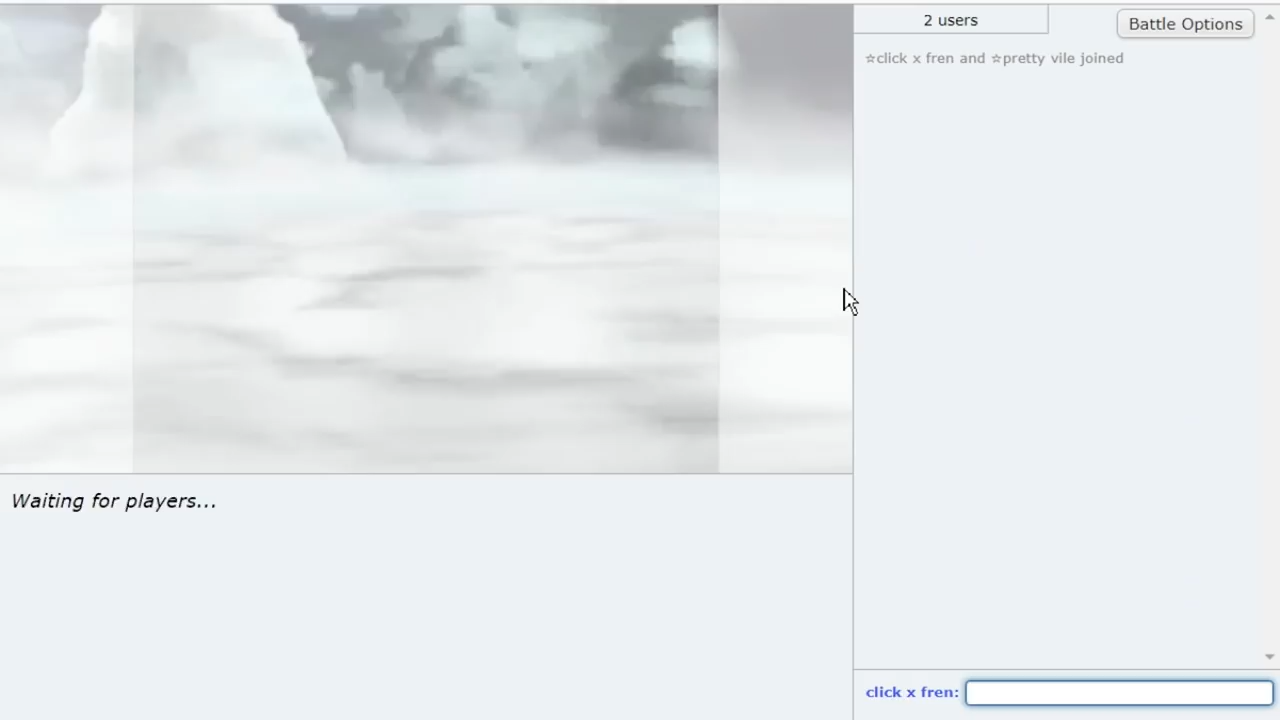 2 users
Battle Options
☆click x fren and ☆pretty vile joined
Waiting for players...
click x fren: